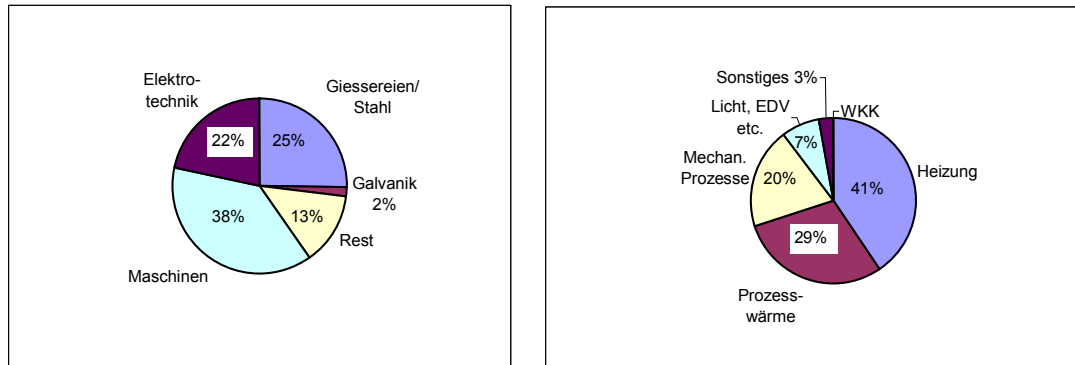 Elektro-
technik
Giessereien/
Stahl
22%
25%
Galvanik
2%
38%
13%
Rest
Maschinen
Sonstiges 3%
WKK
Licht, EDV
etc.
7%
Mechan.
Prozesse
20%
41%
Heizung
29%
Prozess-
wärme